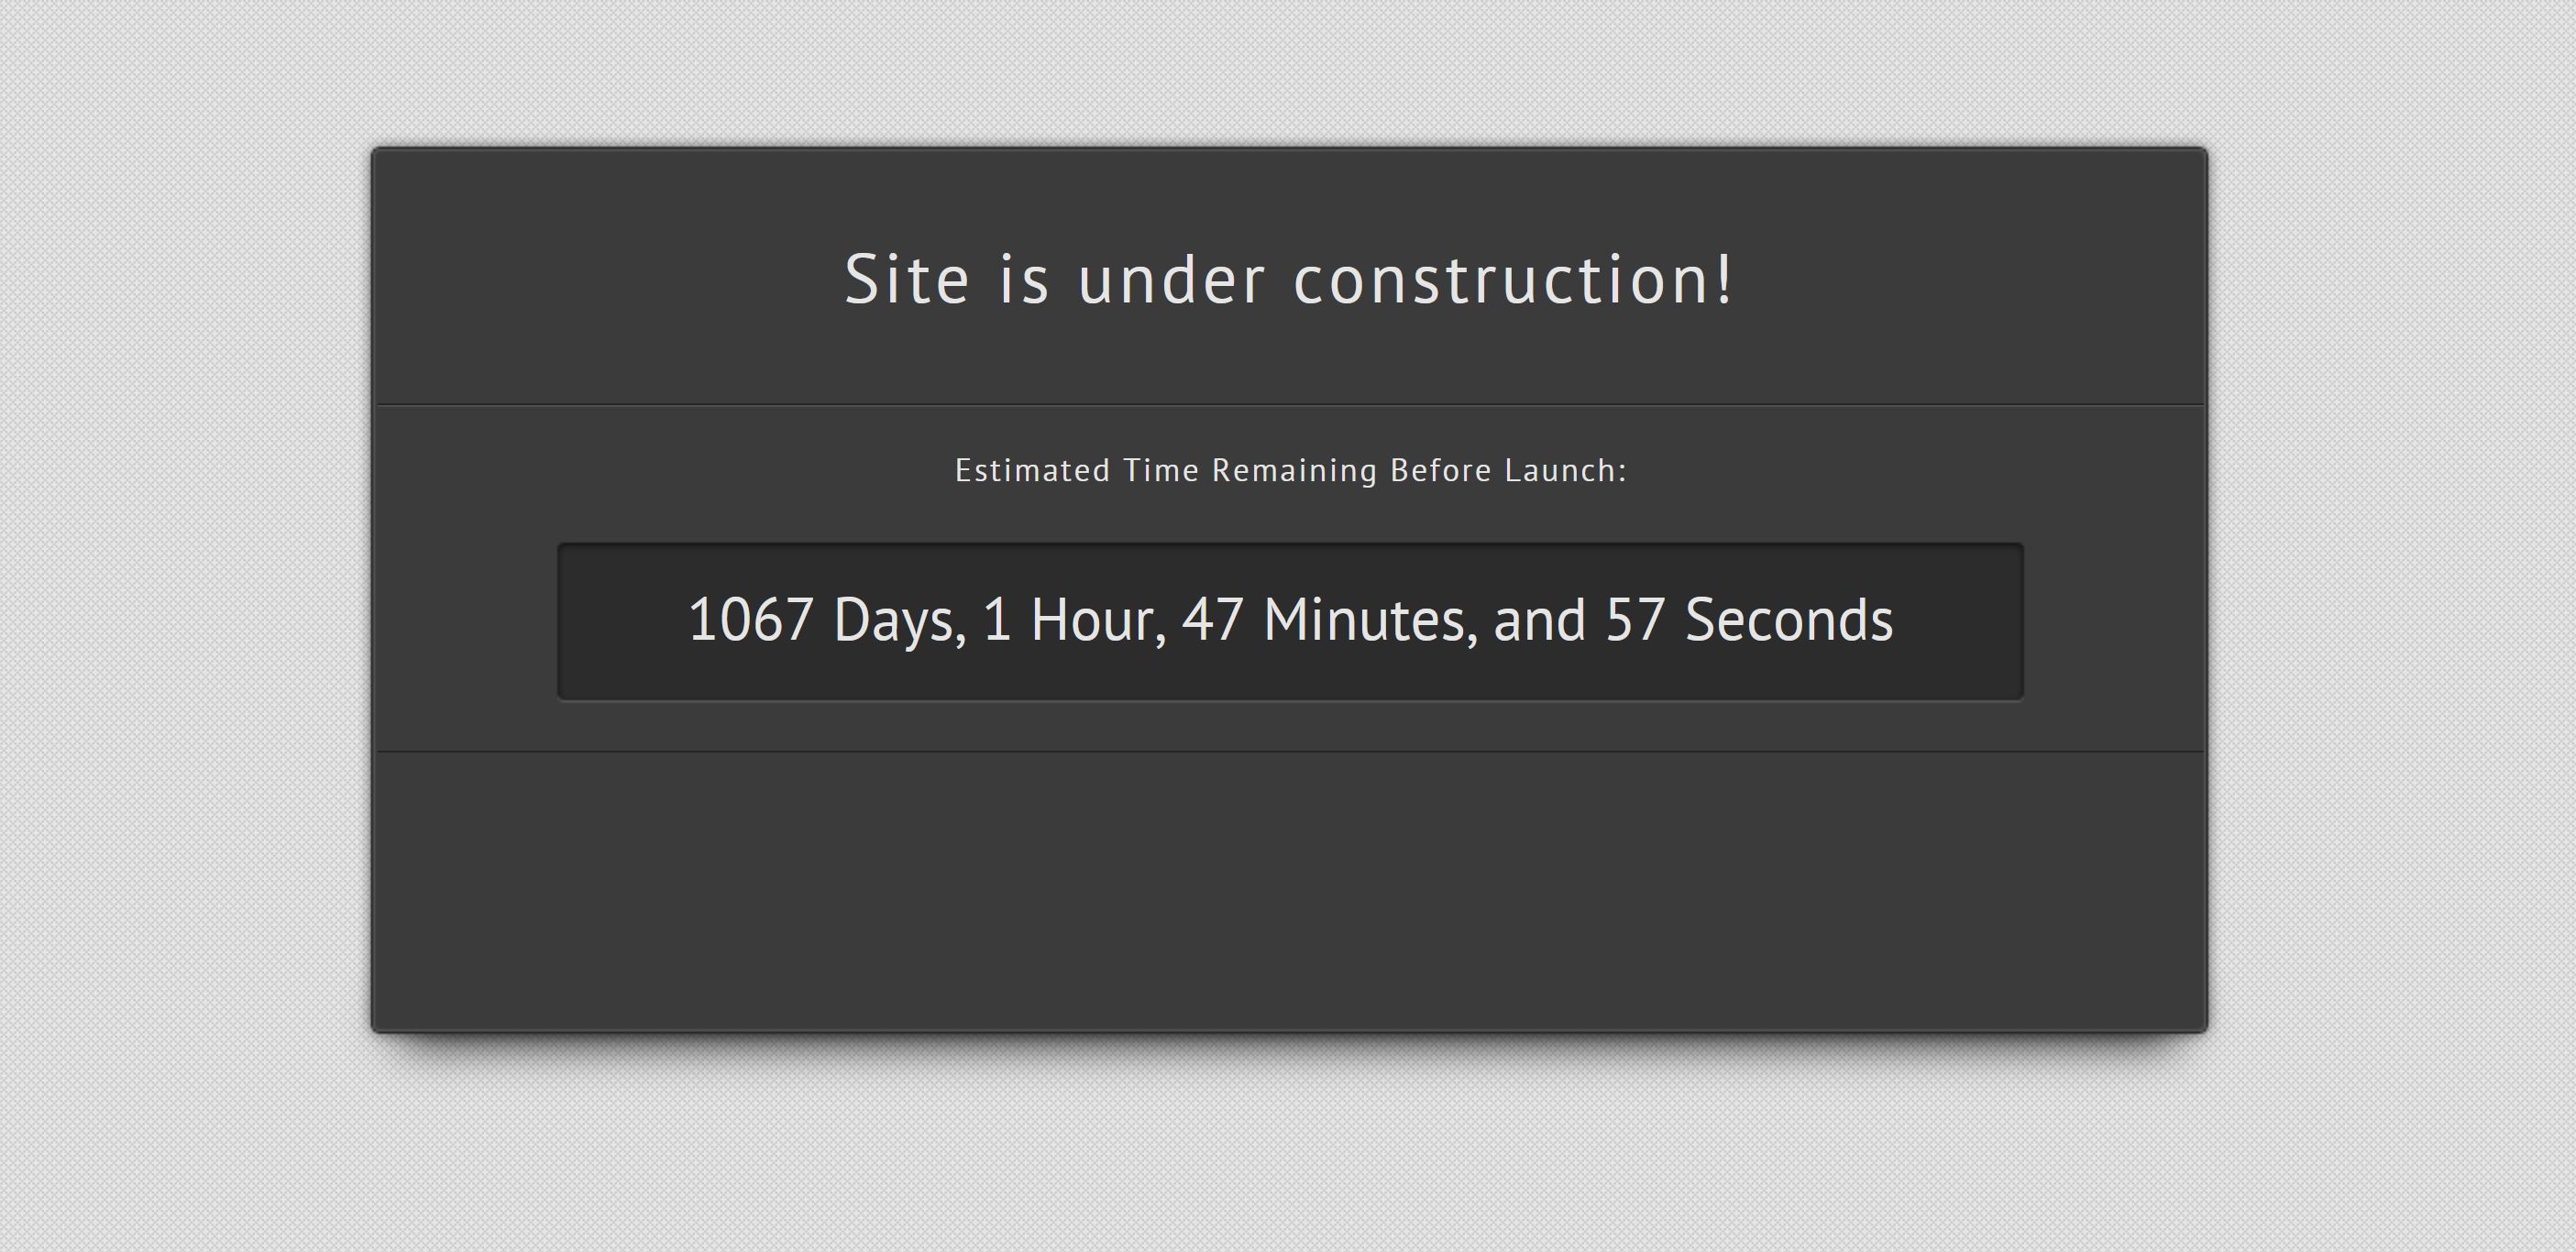 Site is under construction!
Estimated Time Remaining Before Launch:
1067 Days, 1 Hour, 47 Minutes, and 57 Seconds